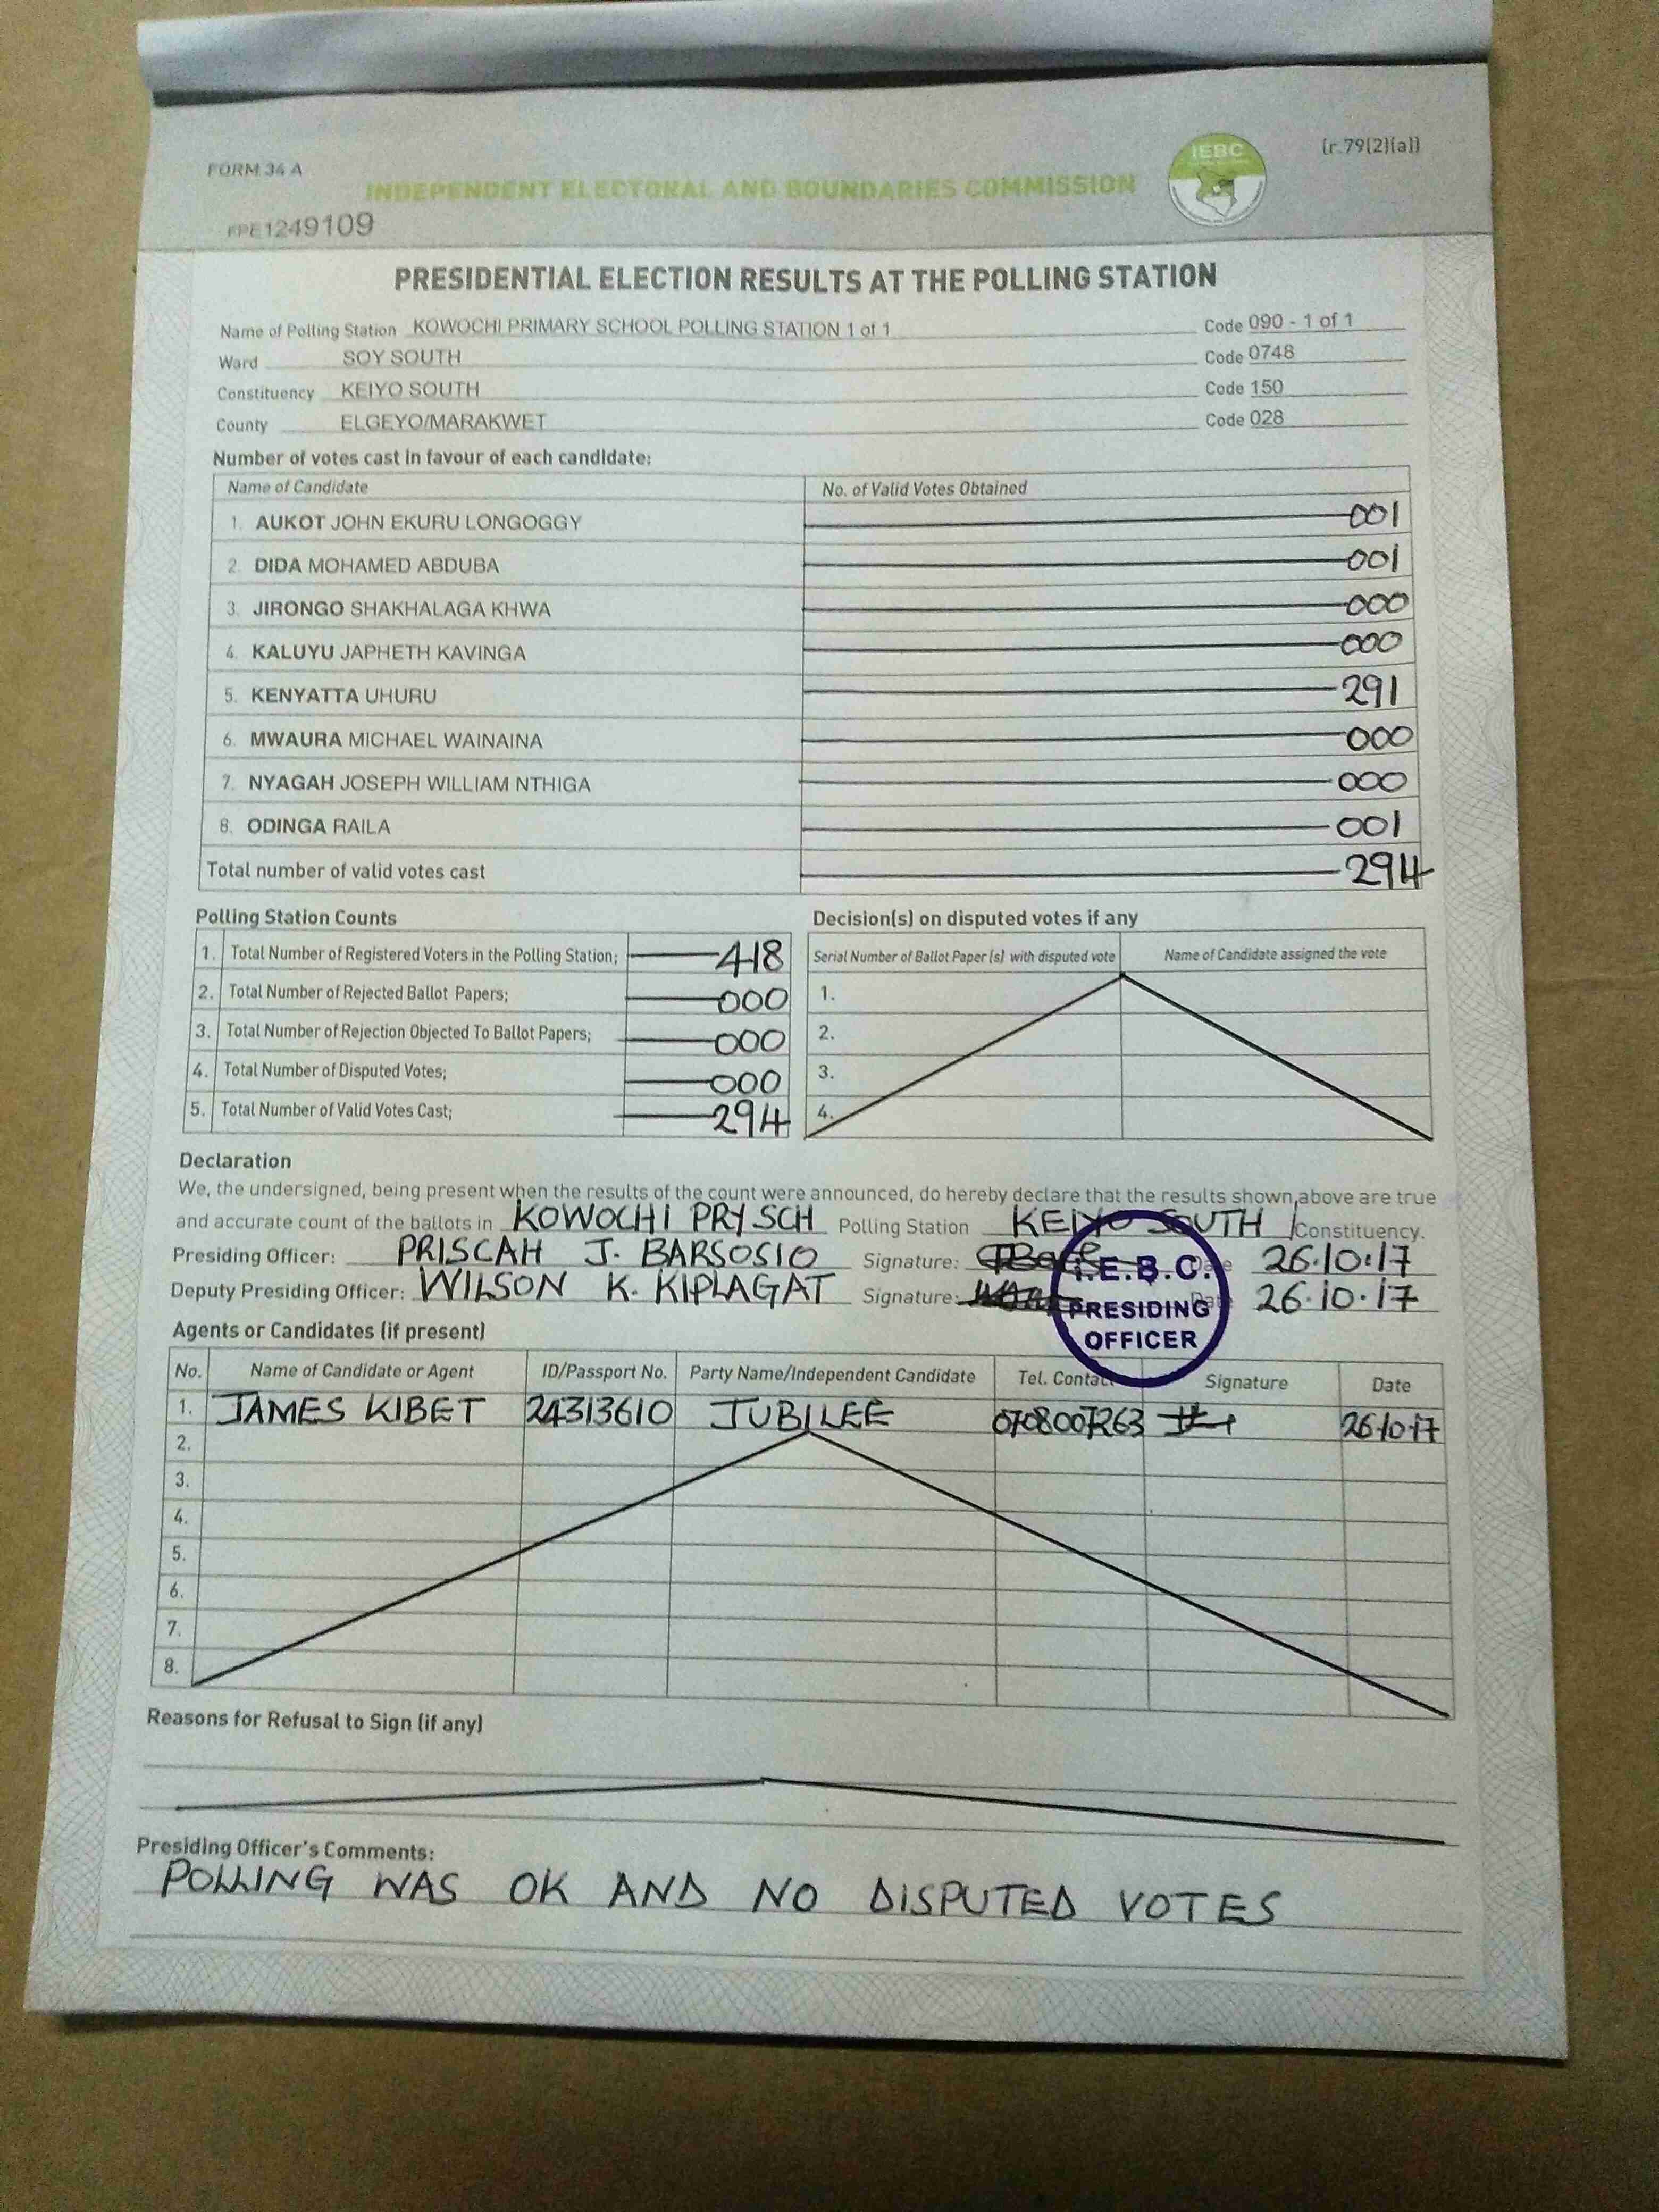 FORM 34 A
IEBC
(r.79(2)(a))
INDEPENDENT ELECTORAL AND BOUNDARIES COMMISSION
1249109
PRESIDENTIAL ELECTION RESULTS AT THE POLLING STATION
Name of Polling Station KOWOCHI PRIMARY SCHOOL POLLING STATION 1 of 1 Code 090 - 1 of 1
Ward SOY SOUTH Code 0748
Constituency KEIYO SOUTH Code 150
County ELGEYO/MARAKWET Code 028
Number of votes cast in favour of each candidate:
Name of Candidate No. of Valid Votes Obtained
1. AUKOT JOHN EKURU LONGOGGY 001
2. DIDA MOHAMED ABDUBA 001
3. JIRONGO SHAKHALAGA KHWA 000
4. KALUYU JAPHETH KAVINGA 000
5. KENYATTA UHURU 291
6. MWAURA MICHAEL WAINAINA 000
7. NYAGAH JOSEPH WILLIAM NTHIGA 000
8. ODINGA RAILA 001
Total number of valid votes cast 294
Polling Station Counts
1. Total Number of Registered Voters in the Polling Station; 418
2. Total Number of Rejected Ballot Papers; 000
3. Total Number of Rejection Objected To Ballot Papers; 000
4. Total Number of Disputed Votes; 000
5. Total Number of Valid Votes Cast; 294
Decision(s) on disputed votes if any
Serial Number of Ballot Paper (s) with disputed vote Name of Candidate assigned the vote
1.
2.
3.
4.
Declaration
We, the undersigned, being present when the results of the count were announced, do hereby declare that the results shown above are true
and accurate count of the ballots in KOWOCHI PRY SCH Polling Station KEIYO SOUTH Constituency.
Presiding Officer: PRISCAH J. BARSOSIO Signature: Date 26.10.17
Deputy Presiding Officer: WILSON K. KIPLAGAT Signature: Date 26.10.17
I.E.B.C.
PRESIDING
OFFICER
Agents or Candidates (if present)
No. Name of Candidate or Agent ID/Passport No. Party Name/Independent Candidate Tel. Contact Signature Date
1. JAMES KIBET 24313610 JUBILEE 0708007263 26.10.17
2.
3.
4.
5.
6.
7.
8.
Reasons for Refusal to Sign (if any)
Presiding Officer's Comments:
POLLING WAS OK AND NO DISPUTED VOTES